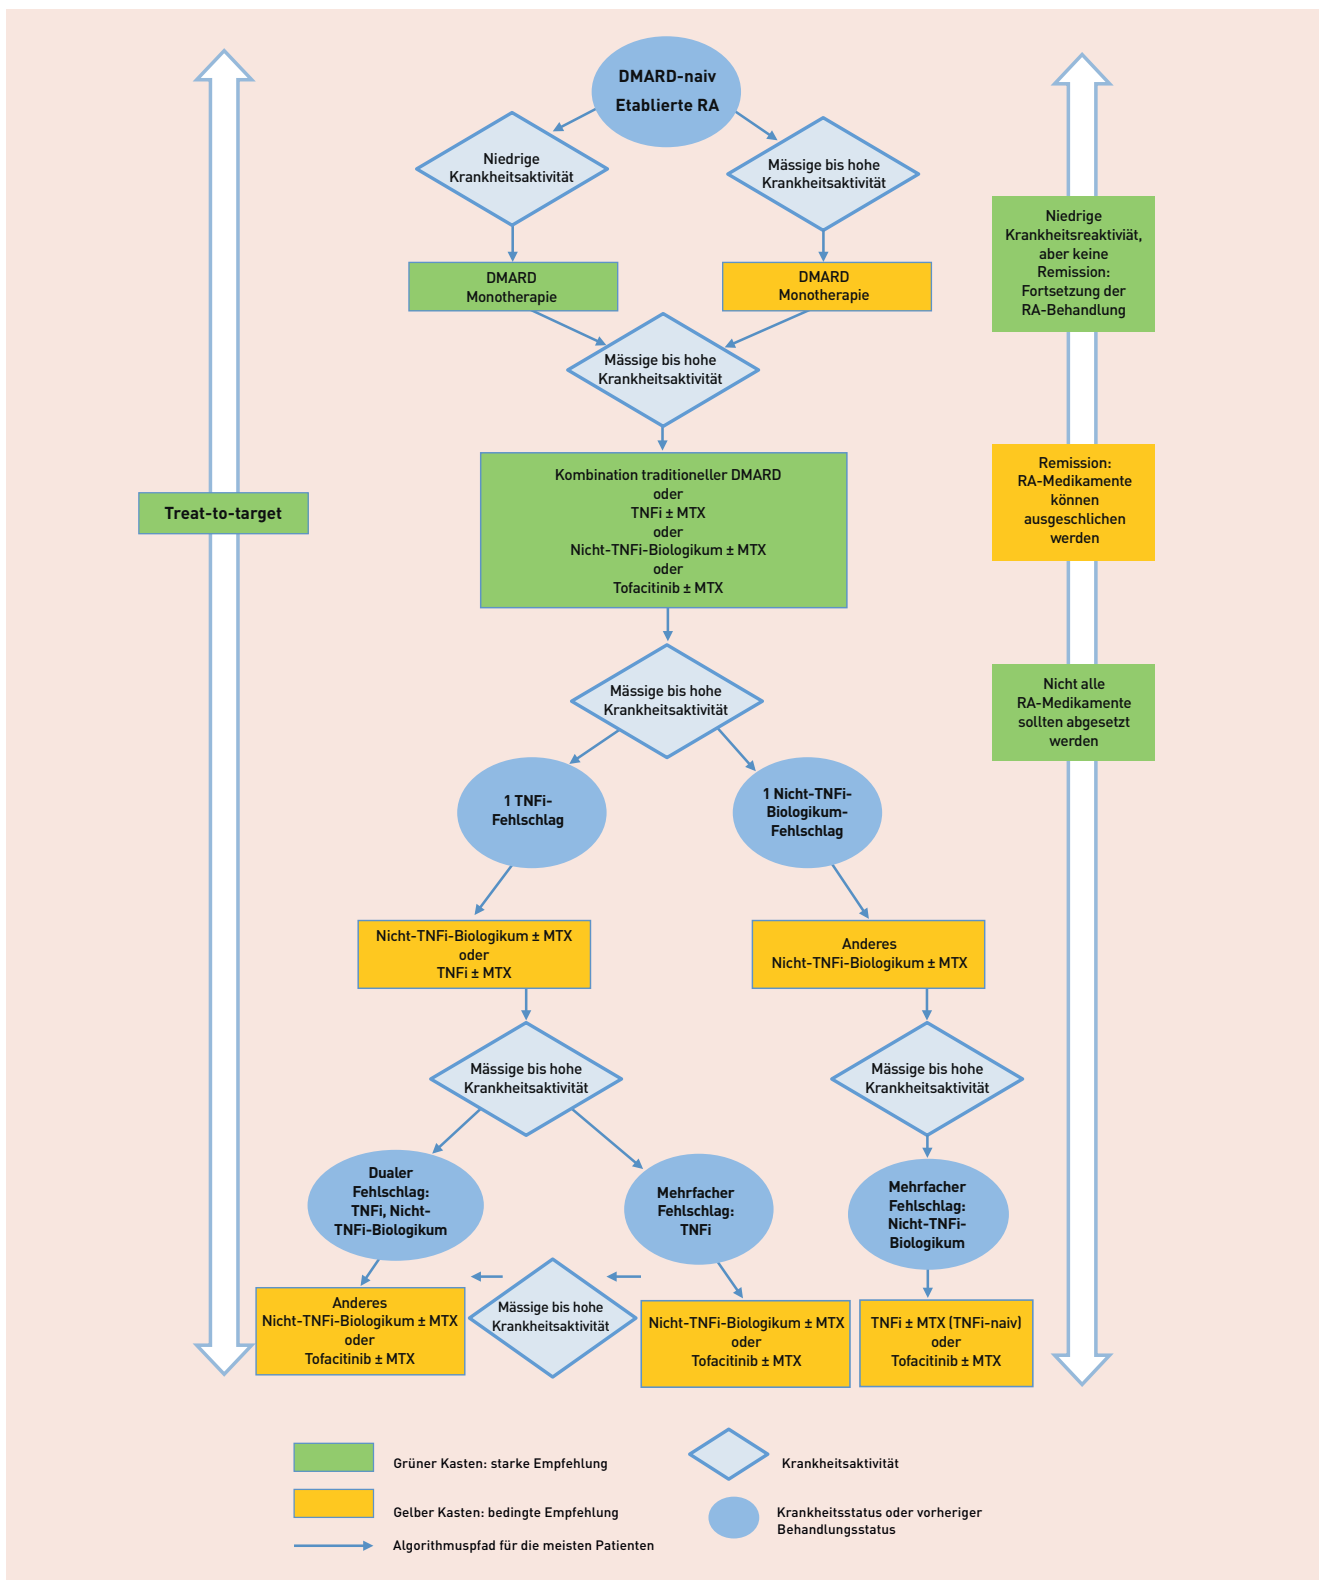 DMARD-naiv
Etablierte RA
Niedrige
Krankheitsaktivität
Mässige bis hohe
Krankheitsaktivität
DMARD
Monotherapie
DMARD
Monotherapie
Niedrige
Krankheitsreaktiviät,
aber keine
Remission:
Fortsetzung der
RA-Behandlung
Mässige bis hohe
Krankheitsaktivität
Treat-to-target
Kombination traditioneller DMARD
oder
TNFi ± MTX
oder
Nicht-TNFi-Biologikum ± MTX
oder
Tofacitinib ± MTX
Remission:
RA-Medikamente
können
ausgeschlichen
werden
Mässige bis hohe
Krankheitsaktivität
Nicht alle
RA-Medikamente
sollten abgesetzt
werden
1 TNFi-
Fehlschlag
1 Nicht-TNFi-
Biologikum-
Fehlschlag
Nicht-TNFi-Biologikum ± MTX
oder
TNFi ± MTX
Anderes
Nicht-TNFi-Biologikum ± MTX
Mässige bis hohe
Krankheitsaktivität
Mässige bis hohe
Krankheitsaktivität
Dualer
Fehlschlag:
TNFi, Nicht-
TNFi-Biologikum
Mehrfacher
Fehlschlag:
TNFi
Mehrfacher
Fehlschlag:
Nicht-TNFi-
Biologikum
Anderes
Nicht-TNFi-Biologikum ± MTX
oder
Tofacitinib ± MTX
Mässige bis hohe
Krankheitsaktivität
Nicht-TNFi-Biologikum ± MTX
oder
Tofacitinib ± MTX
TNFi ± MTX (TNFi-naiv)
oder
Tofacitinib ± MTX
Grüner Kasten: starke Empfehlung
Krankheitsaktivität
Gelber Kasten: bedingte Empfehlung
Krankheitsstatus oder vorheriger
Behandlungsstatus
Algorithmuspfad für die meisten Patienten